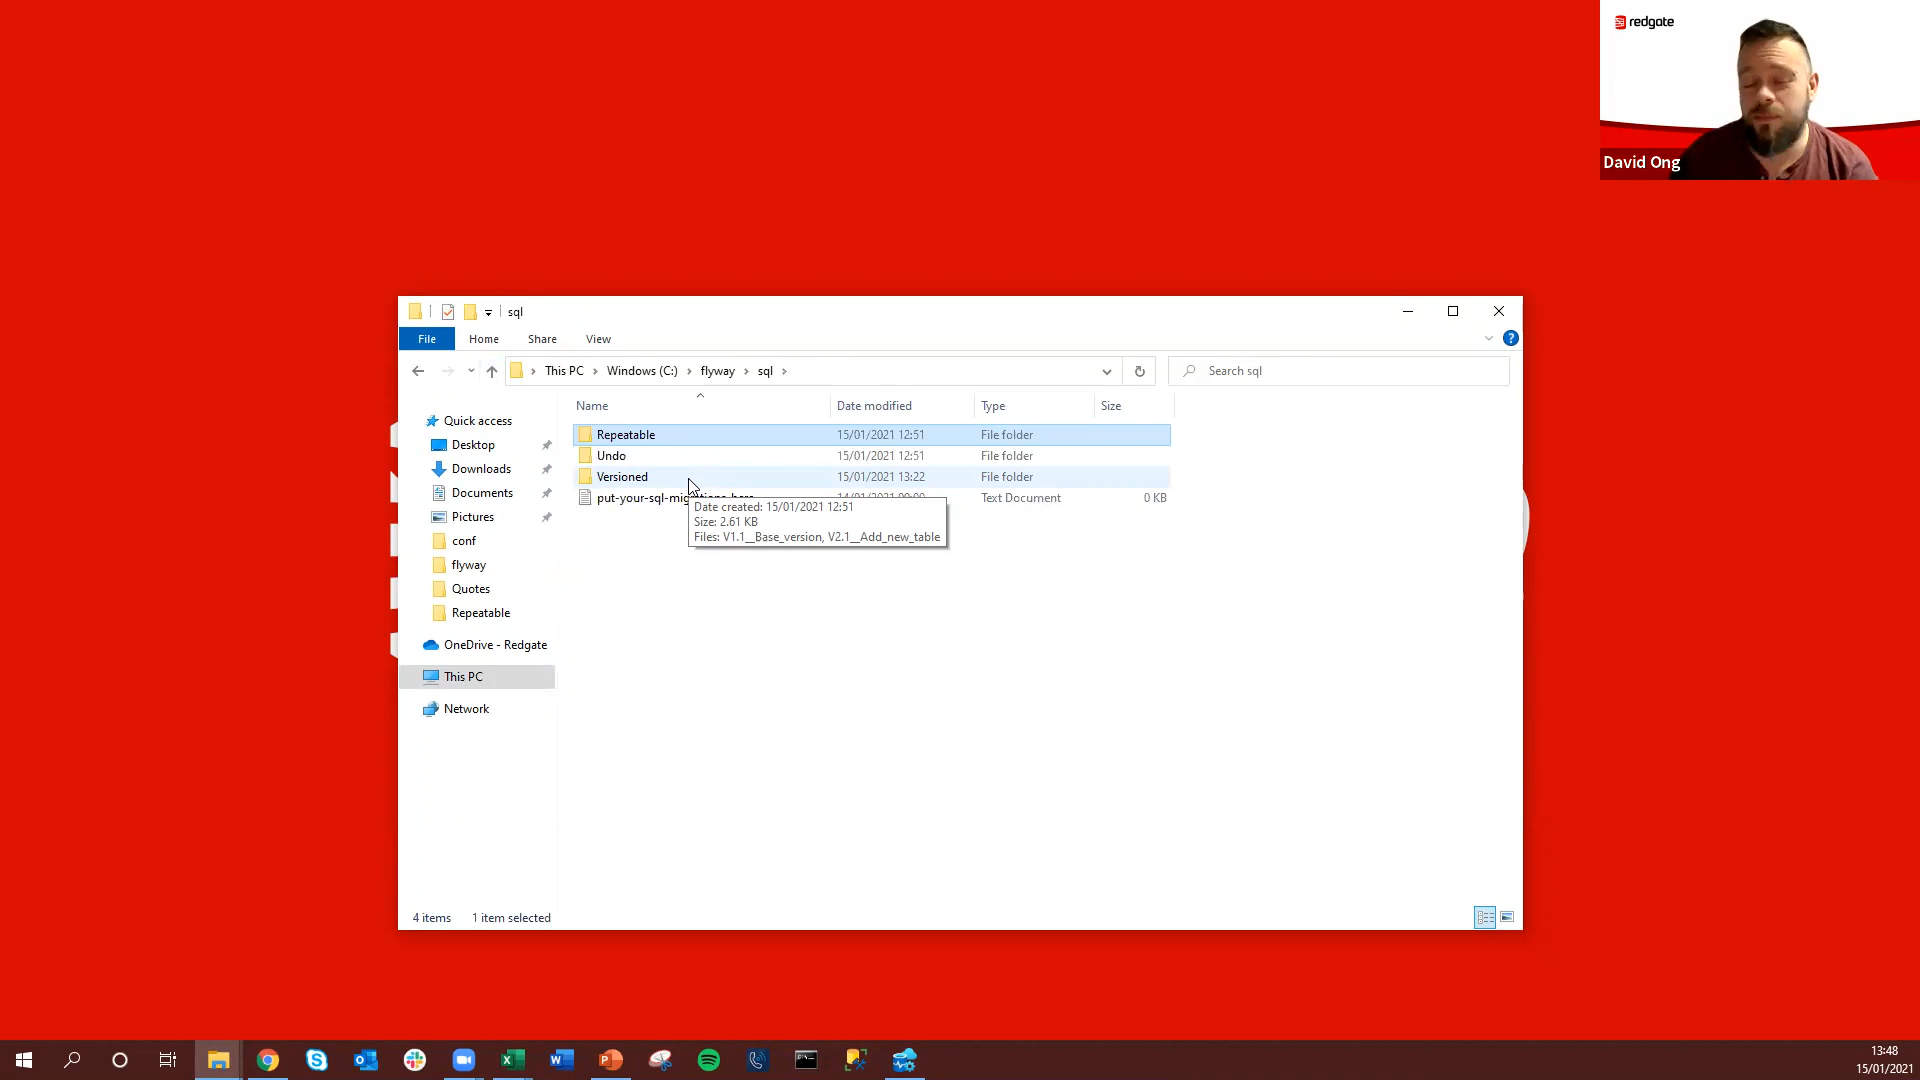 redgate
David Ong
sql
File Home Share View
This PC Windows (C:) flyway sql
Search sql
Name Date modified Type Size
Quick access
Desktop
Downloads
Documents
Pictures
conf
flyway
Quotes
Repeatable
OneDrive - Redgate
This PC
Network
Repeatable 15/01/2021 12:51 File folder
Undo 15/01/2021 12:51 File folder
Versioned 15/01/2021 13:22 File folder
Text Document 0 KB
Date created: 15/01/2021 12:51
Size: 2.61 KB
Files: V1.1__Base_version, V2.1__Add_new_table
4 items 1 item selected
13:48
15/01/2021